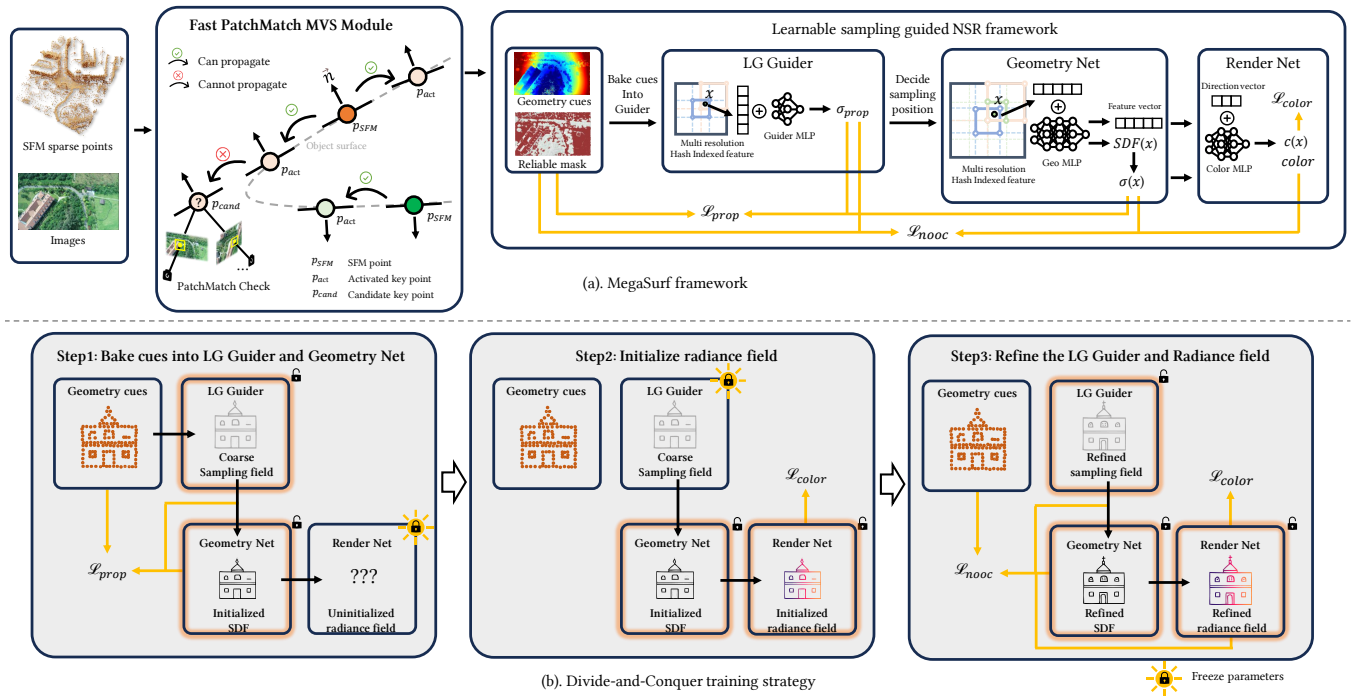 Fast PatchMatch MVS Module
Can propagate
Cannot propagate
SFM sparse points
Images
n⃗
p_act
p_SFM
Object surface
p_act
p_cand
?
p_act
p_SFM
...
PatchMatch Check
p_SFM SFM point
p_act Activated key point
p_cand Candidate key point
Learnable sampling guided NSR framework
Geometry cues
Reliable mask
Bake cues
Into
Guider
LG Guider
x
Multi resolution
Hash Indexed feature
Guider MLP
σ_prop
Decide
sampling
position
Geometry Net
x
Multi resolution
Hash Indexed feature
Geo MLP
Feature vector
SDF(x)
σ(x)
Render Net
Direction vector
Color MLP
ℒ_color
c(x)
color
ℒ_prop
ℒ_nooc
(a). MegaSurf framework
Step1: Bake cues into LG Guider and Geometry Net
Geometry cues
LG Guider
Coarse
Sampling field
Geometry Net
Initialized
SDF
Render Net
???
Uninitialized
radiance field
ℒ_prop
Step2: Initialize radiance field
Geometry cues
LG Guider
Coarse
Sampling field
ℒ_color
Geometry Net
Initialized
SDF
Render Net
Initialized
radiance field
Step3: Refine the LG Guider and Radiance field
Geometry cues
LG Guider
Refined
sampling field
ℒ_color
Geometry Net
Refined
SDF
Render Net
Refined
radiance field
ℒ_nooc
(b). Divide-and-Conquer training strategy
Freeze parameters